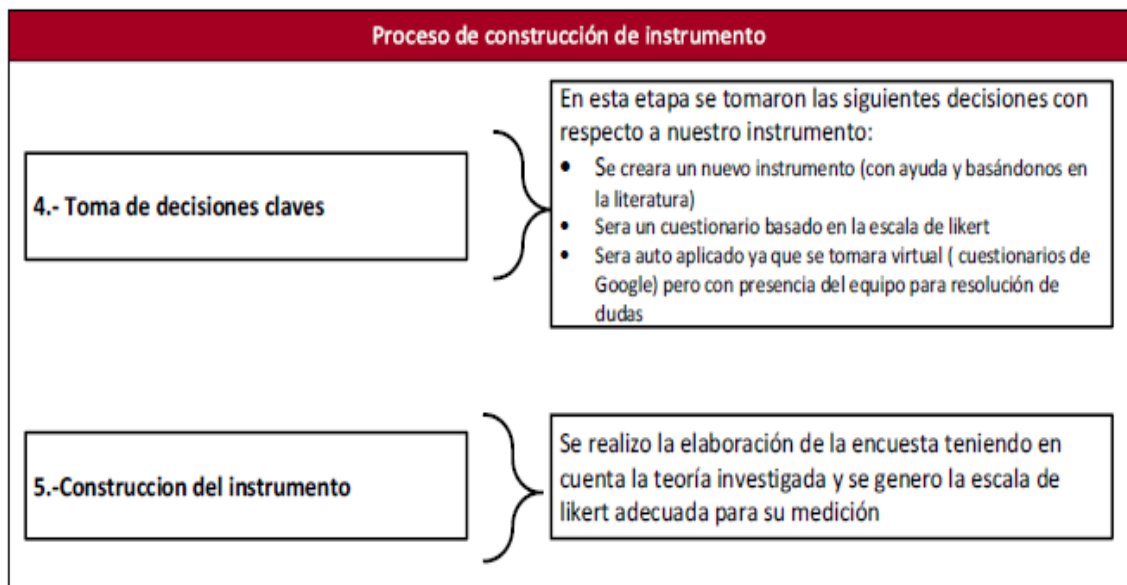 Proceso de construcción de instrumento
4.- Toma de decisiones claves
En esta etapa se tomaron las siguientes decisiones con
respecto a nuestro instrumento:
• Se creara un nuevo instrumento (con ayuda y basándonos en
la literatura)
• Sera un cuestionario basado en la escala de likert
• Sera auto aplicado ya que se tomara virtual ( cuestionarios de
Google) pero con presencia del equipo para resolución de
dudas
5.-Construccion del instrumento
Se realizo la elaboración de la encuesta teniendo en
cuenta la teoría investigada y se genero la escala de
likert adecuada para su medición